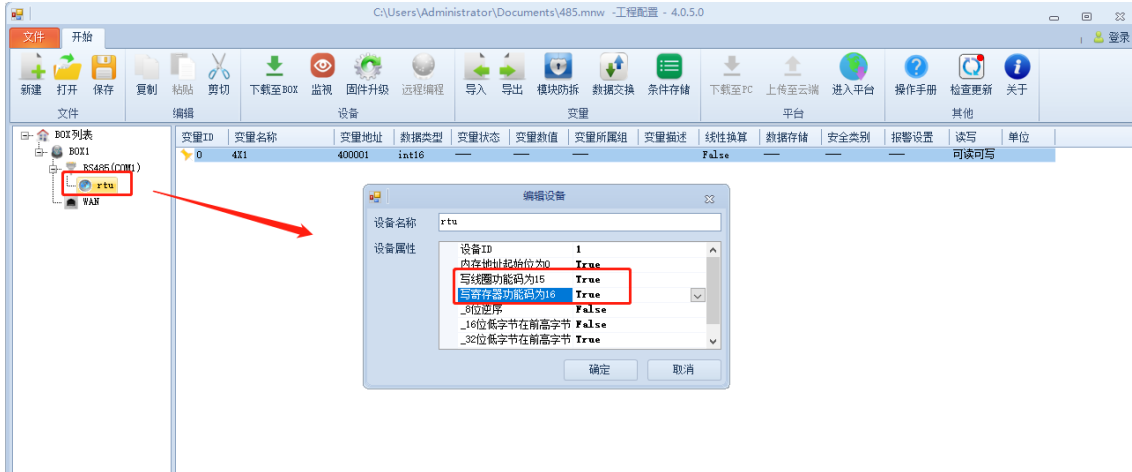 C:\Users\Administrator\Documents\485.mnw -工程配置 - 4.0.5.0
文件 开始 登录
新建 打开 保存 复制 粘贴 剪切 下载至BOX 监视 固件升级 远程编程 导入 导出 模块防拆 数据交换 条件存储 下载至PC 上传至云端 进入平台 操作手册 检查更新 关于
文件 编辑 设备 变量 平台 其他
BOX列表
BOX1
RS485(COM1)
rtu
WAN
变量ID 变量名称 变量地址 数据类型 变量状态 变量数值 变量所属组 变量描述 线性换算 数据存储 安全类别 报警设置 读写 单位
0 4X1 400001 int16 —— —— —— —— False —— —— —— 可读可写
编辑设备
设备名称 rtu
设备属性
设备ID 1
内存地址起始位为0 True
写线圈功能码为15 True
写寄存器功能码为16 True
_8位逆序 False
_16位低字节在前高字节 False
_32位低字节在前高字节 True
确定 取消